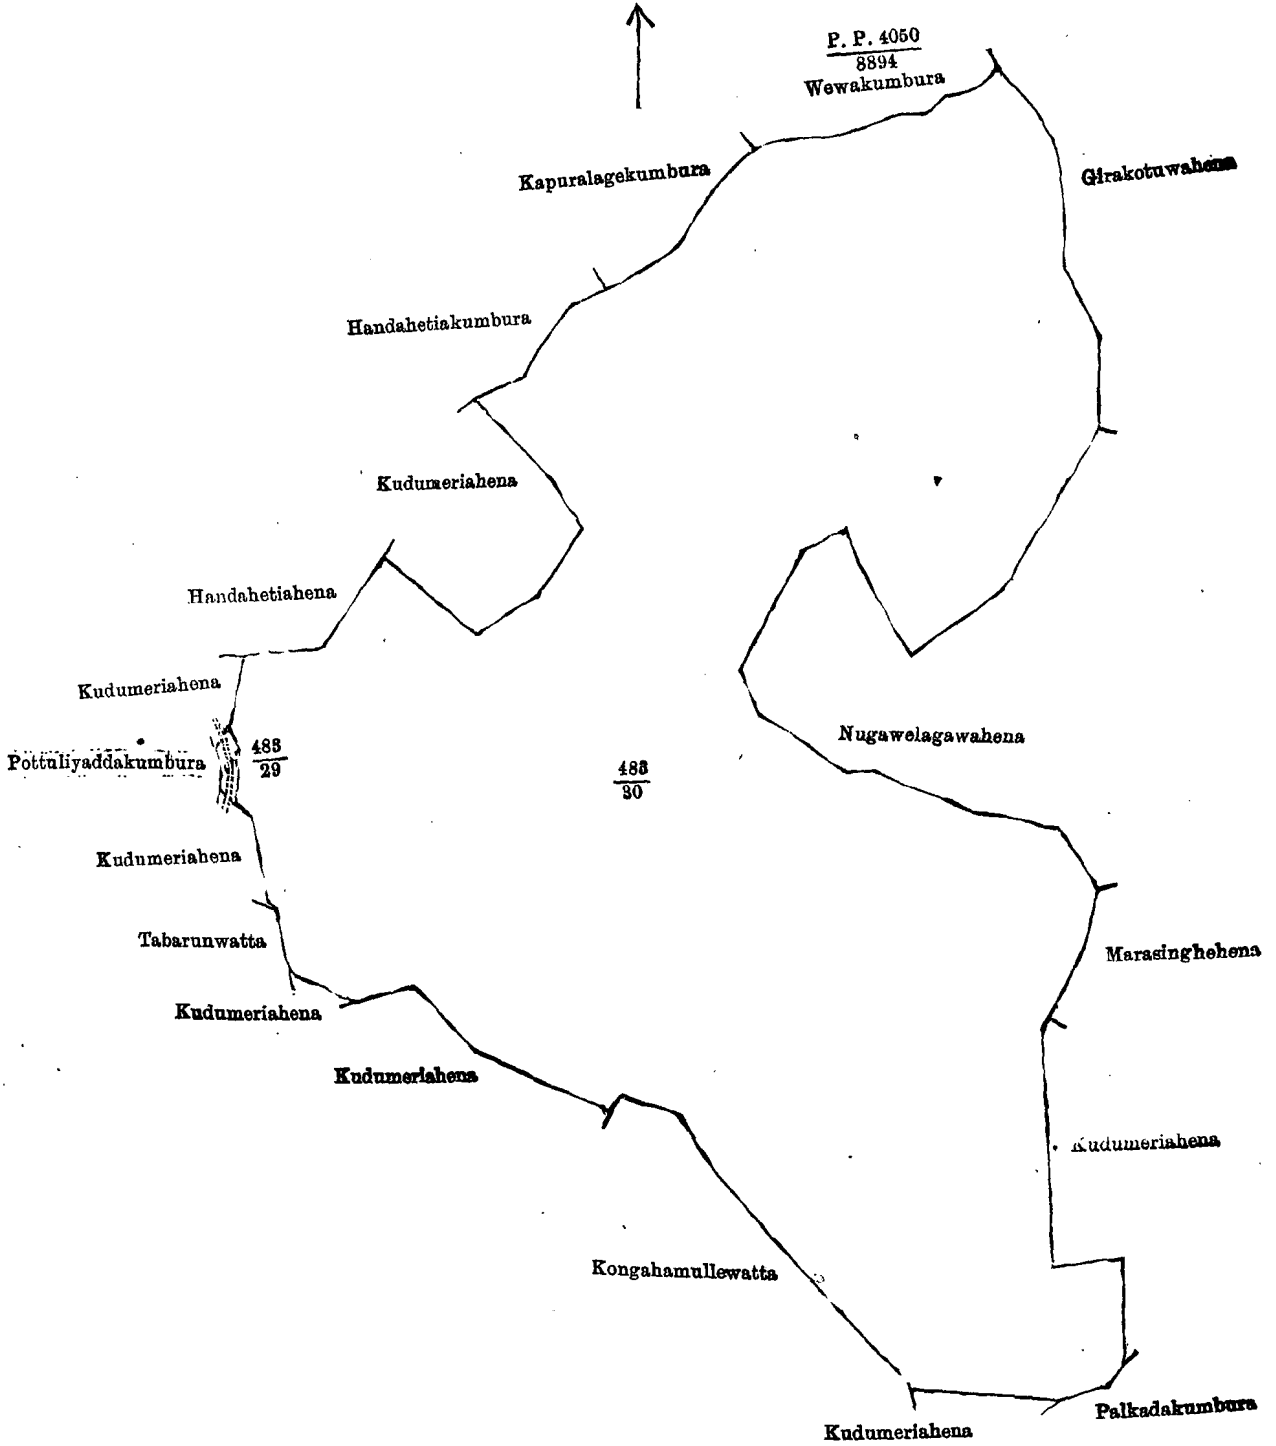 P. P. 4050
8894
Wewakumbura
Kapuralagekumbura
Girakotuwahena
Handahetiakumbura
Kudumeriahena
Handahetiahena
Kudumeriahena
Pottuliyaddakumbura
483
29
483
30
Nugawelagawahena
Kudumeriahena
Tabarunwatta
Marasinghehena
Kudumeriahena
Kudumeriahena
Kudumeriahena
Kongahamullewatta
Palkadakumbura
Kudumeriahena